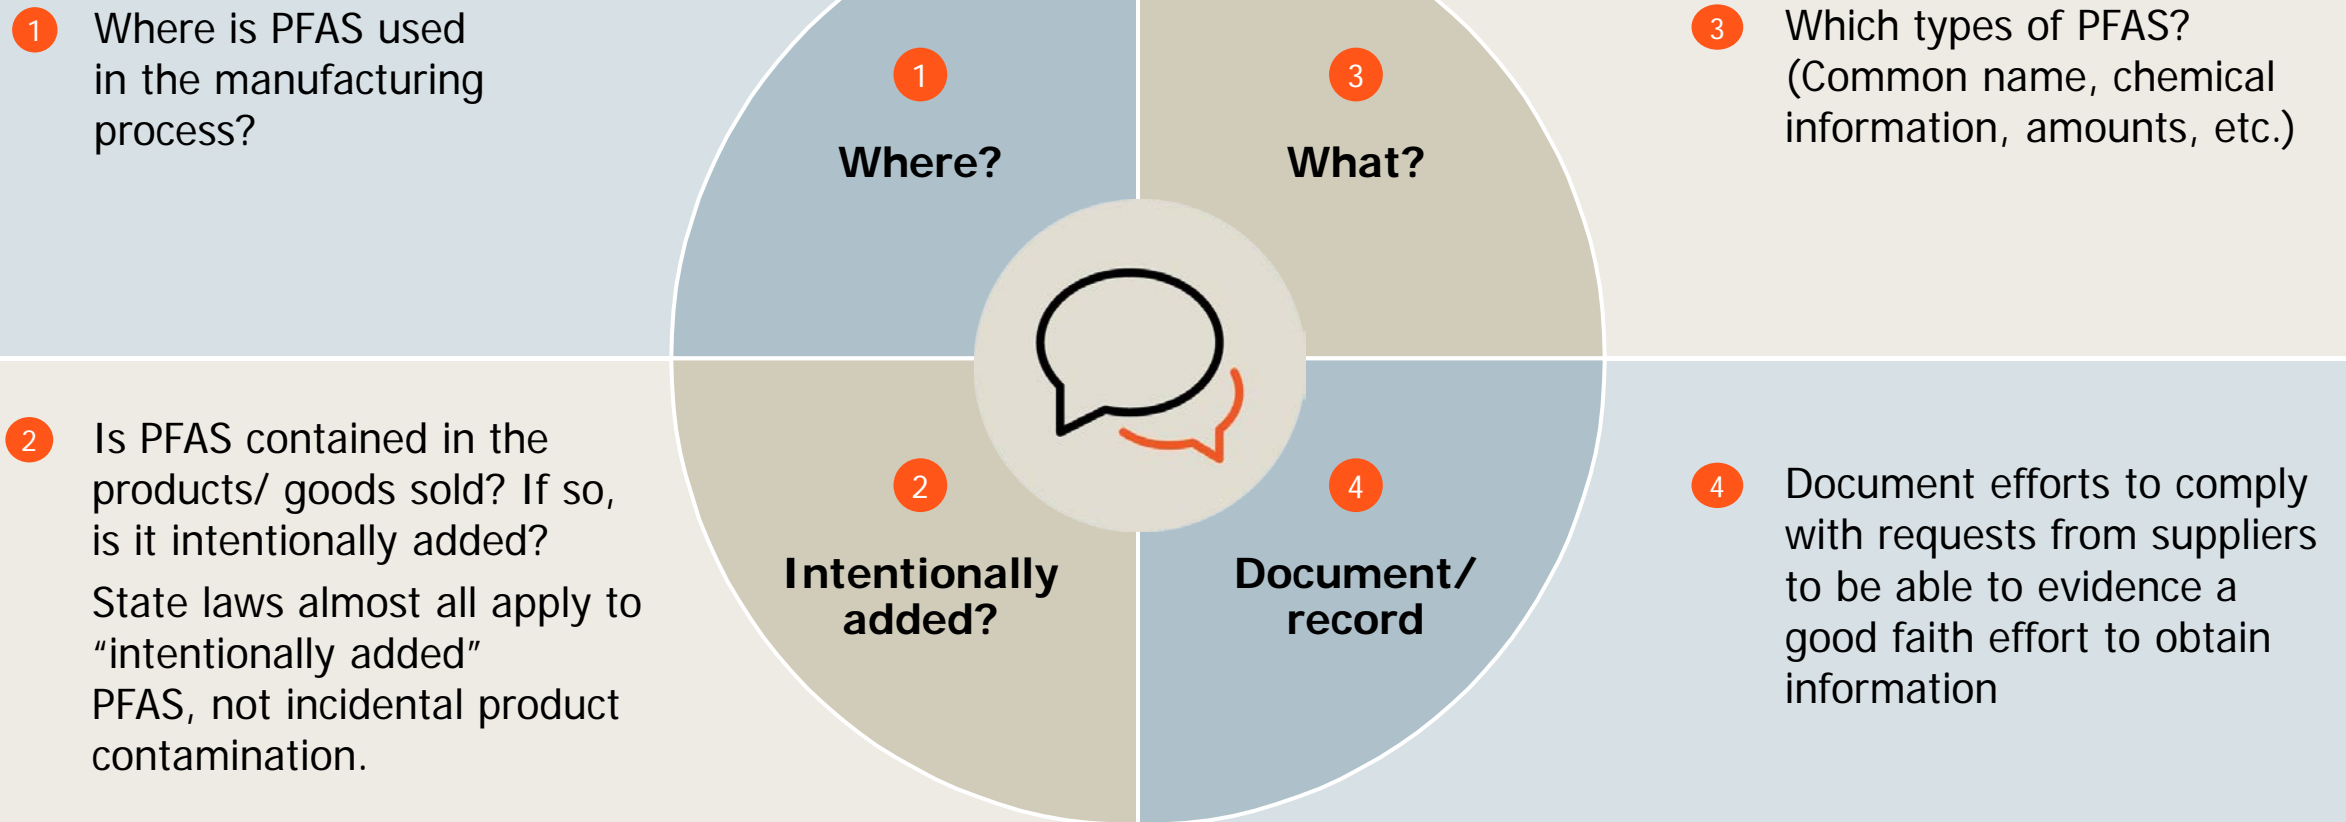 1
Where is PFAS used
in the manufacturing
process?
1
Where?
3
What?
3
Which types of PFAS?
(Common name, chemical
information, amounts, etc.)
2
Is PFAS contained in the
products/ goods sold? If so,
is it intentionally added?
State laws almost all apply to
“intentionally added”
PFAS, not incidental product
contamination.
2
Intentionally
added?
4
Document/
record
4
Document efforts to comply
with requests from suppliers
to be able to evidence a
good faith effort to obtain
information